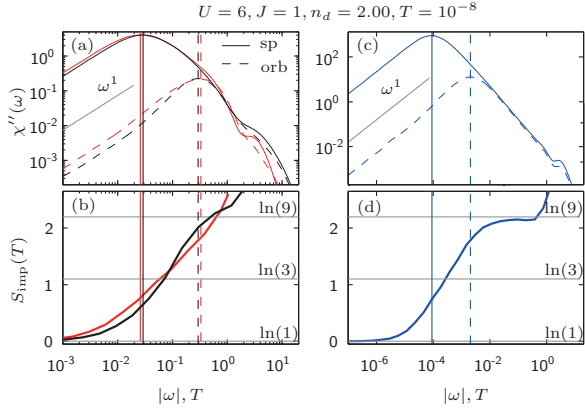 U = 6, J = 1, n_d = 2.00, T = 10^{-8}
(a)
sp
orb
ω^1
χ''(ω)
10^0
10^{-1}
10^{-2}
10^{-3}
(c)
ω^1
10^2
10^0
10^{-2}
(b)
ln(9)
ln(3)
ln(1)
S_imp(T)
2
1
0
10^{-3} 10^{-2} 10^{-1} 10^0 10^1
|ω|, T
(d)
ln(9)
ln(3)
ln(1)
2
1
0
10^{-6} 10^{-4} 10^{-2} 10^0
|ω|, T